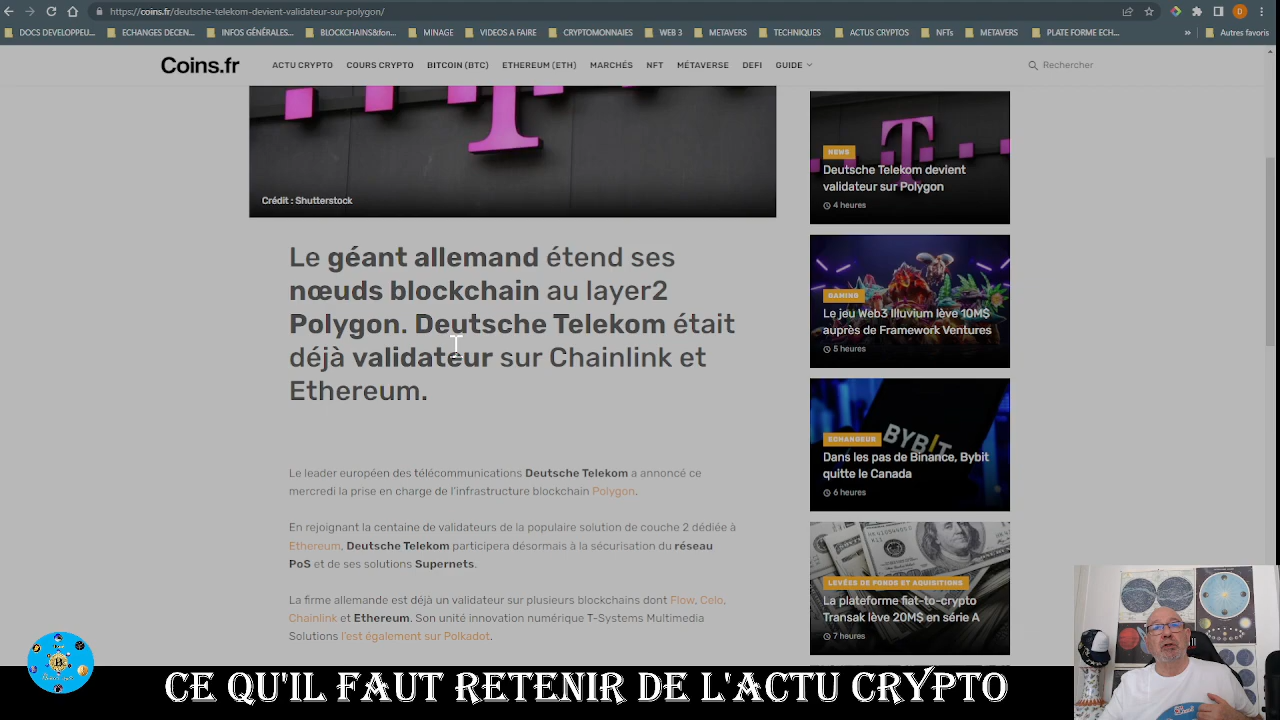 https://coins.fr/deutsche-telekom-devient-validateur-sur-polygon/
D
DOCS DEVELOPPEU...
ECHANGES DECEN...
INFOS GÉNÉRALES...
BLOCKCHAINS&fon...
MINAGE
VIDEOS A FAIRE
CRYPTOMONNAIES
WEB 3
METAVERS
TECHNIQUES
ACTUS CRYPTOS
NFTs
METAVERS
PLATE FORME ECH...
»
Autres favoris
Coins.fr
ACTU CRYPTO
COURS CRYPTO
BITCOIN (BTC)
ETHEREUM (ETH)
MARCHÉS
NFT
MÉTAVERSE
DEFI
GUIDE
Rechercher
T
Crédit : Shutterstock
Le géant allemand étend ses
nœuds blockchain au layer2
Polygon. Deutsche Telekom était
déjà validateur sur Chainlink et
Ethereum.
Le leader européen des télécommunications Deutsche Telekom a annoncé ce
mercredi la prise en charge de l'infrastructure blockchain Polygon.
En rejoignant la centaine de validateurs de la populaire solution de couche 2 dédiée à
Ethereum, Deutsche Telekom participera désormais à la sécurisation du réseau
PoS et de ses solutions Supernets.
La firme allemande est déjà un validateur sur plusieurs blockchains dont Flow, Celo,
Chainlink et Ethereum. Son unité innovation numérique T-Systems Multimedia
Solutions l'est également sur Polkadot.
T
NEWS
Deutsche Telekom devient
validateur sur Polygon
4 heures
GAMING
Le jeu Web3 Illuvium lève 10M$
auprès de Framework Ventures
5 heures
BYBIT
ECHANGEUR
Dans les pas de Binance, Bybit
quitte le Canada
6 heures
LEVÉES DE FONDS ET AQUISITIONS
La plateforme fiat-to-crypto
Transak lève 20M$ en série A
7 heures
CE QU'IL FAUT RETENIR DE L'ACTU CRYPTO